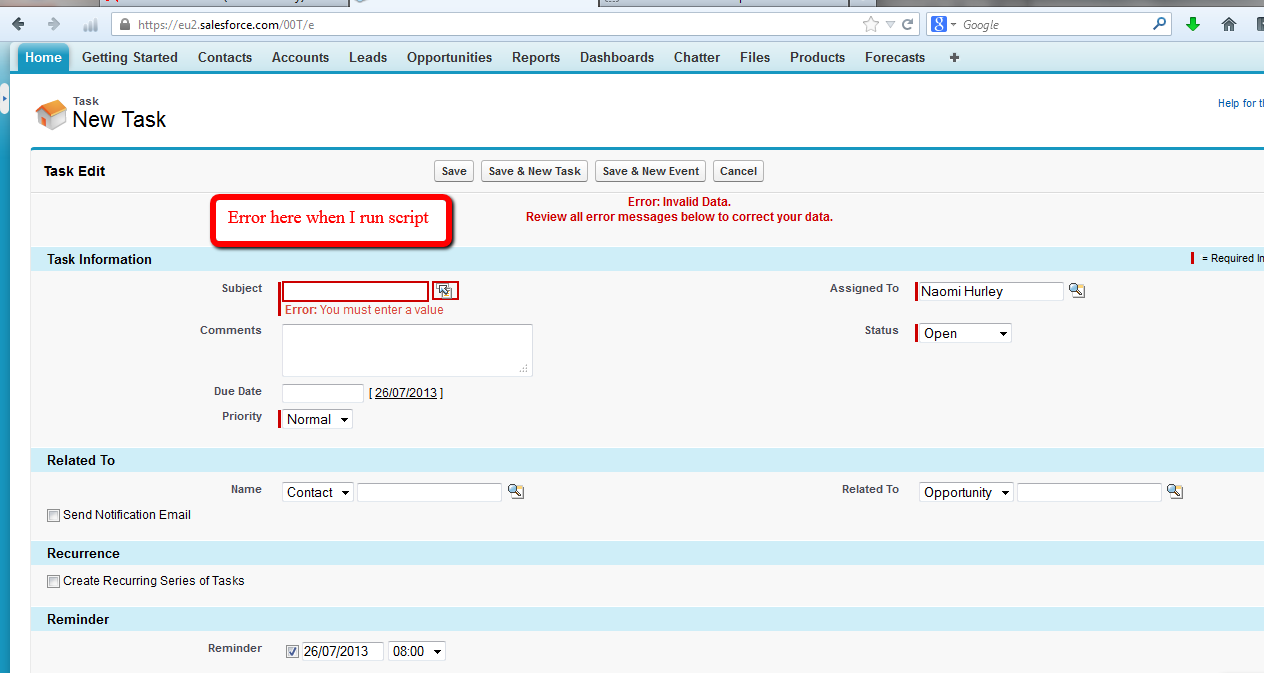 https://eu2.salesforce.com/00T/e
8 Google
Home Getting Started Contacts Accounts Leads Opportunities Reports Dashboards Chatter Files Products Forecasts +
Task
New Task
Help for
Task Edit
Save Save & New Task Save & New Event Cancel
Error: Invalid Data.
Review all error messages below to correct your data.
Error here when I run script
Task Information
= Required In
Subject
Error: You must enter a value
Assigned To Naomi Hurley
Comments
Status Open
Due Date [ 26/07/2013 ]
Priority Normal
Related To
Name Contact
Related To Opportunity
Send Notification Email
Recurrence
Create Recurring Series of Tasks
Reminder
Reminder 26/07/2013 08:00